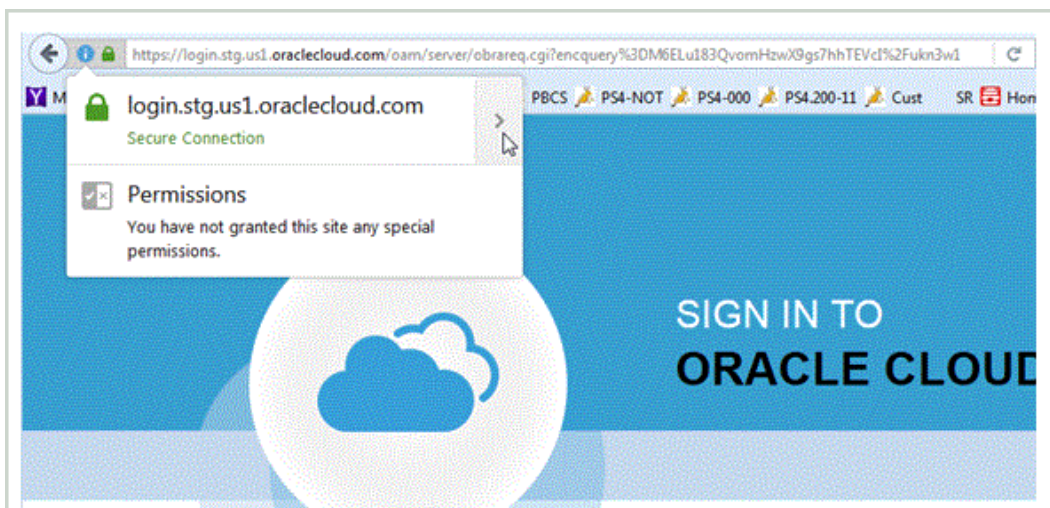 https://login.stg.us1.oraclecloud.com/oam/server/obrareq.cgi?encquery%3DM6ELu183QvomHzwX9gs7hhTEVcI%2Fukn3w1
M PBCS PS4-NOT PS4-000 PS4.200-11 Cust SR Hom
login.stg.us1.oraclecloud.com
Secure Connection
Permissions
You have not granted this site any special
permissions.
SIGN IN TO
ORACLE CLOUD